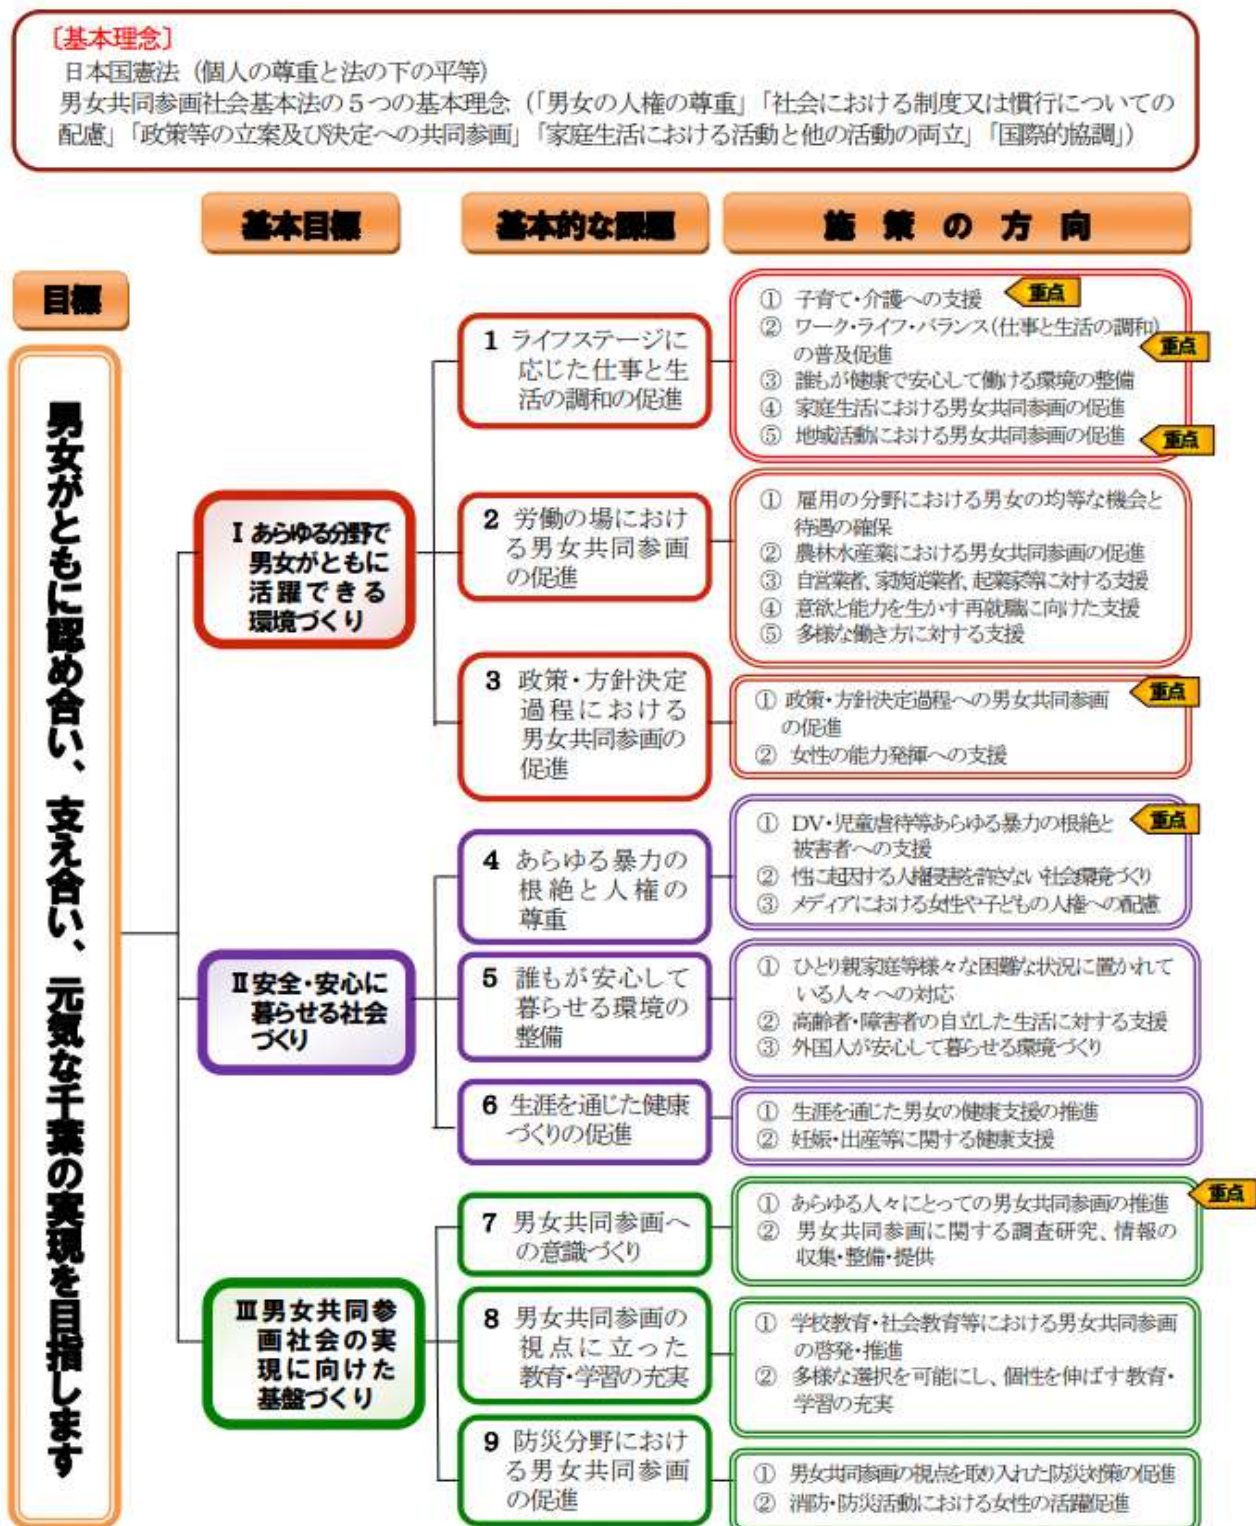 〔基本理念〕
日本国憲法（個人の尊重と法の下の平等）
男女共同参画社会基本法の５つの基本理念（「男女の人権の尊重」「社会における制度又は慣行についての
配慮」「政策等の立案及び決定への共同参画」「家庭生活における活動と他の活動の両立」「国際的協調」）
基本目標
基本的な課題
施策の方向
目標
男女がともに認め合い、支え合い、元気な千葉の実現を目指します
Ⅰ あらゆる分野で
男女がともに
活躍できる
環境づくり
1 ライフステージに
応じた仕事と生
活の調和の促進
① 子育て・介護への支援 重点
② ワーク・ライフ・バランス（仕事と生活の調和）
の普及促進 重点
③ 誰もが健康で安心して働ける環境の整備
④ 家庭生活における男女共同参画の促進
⑤ 地域活動における男女共同参画の促進 重点
2 労働の場におけ
る男女共同参画
の促進
① 雇用の分野における男女の均等な機会と
待遇の確保
② 農林水産業における男女共同参画の促進
③ 自営業者、家族従業者、起業家等に対する支援
④ 意欲と能力を生かす再就職に向けた支援
⑤ 多様な働き方に対する支援
3 政策・方針決定
過程における
男女共同参画の
促進
① 政策・方針決定過程への男女共同参画 重点
の促進
② 女性の能力発揮への支援
Ⅱ 安全・安心に
暮らせる社会
づくり
4 あらゆる暴力の
根絶と人権の
尊重
① DV・児童虐待等あらゆる暴力の根絶と 重点
被害者への支援
② 性に起因する人権侵害を許さない社会環境づくり
③ メディアにおける女性や子どもの人権への配慮
5 誰もが安心して
暮らせる環境の
整備
① ひとり親家庭等様々な困難な状況に置かれて
いる人々への対応
② 高齢者・障害者の自立した生活に対する支援
③ 外国人が安心して暮らせる環境づくり
6 生涯を通じた健康
づくりの促進
① 生涯を通じた男女の健康支援の推進
② 妊娠・出産等に関する健康支援
Ⅲ 男女共同参
画社会の実
現に向けた
基盤づくり
7 男女共同参画へ
の意識づくり
① あらゆる人々にとっての男女共同参画の推進 重点
② 男女共同参画に関する調査研究、情報の
収集・整備・提供
8 男女共同参画の
視点に立った
教育・学習の充実
① 学校教育・社会教育等における男女共同参画
の啓発・推進
② 多様な選択を可能にし、個性を伸ばす教育・
学習の充実
9 防災分野におけ
る男女共同参画
の促進
① 男女共同参画の視点を取り入れた防災対策の促進
② 消防・防災活動における女性の活躍促進